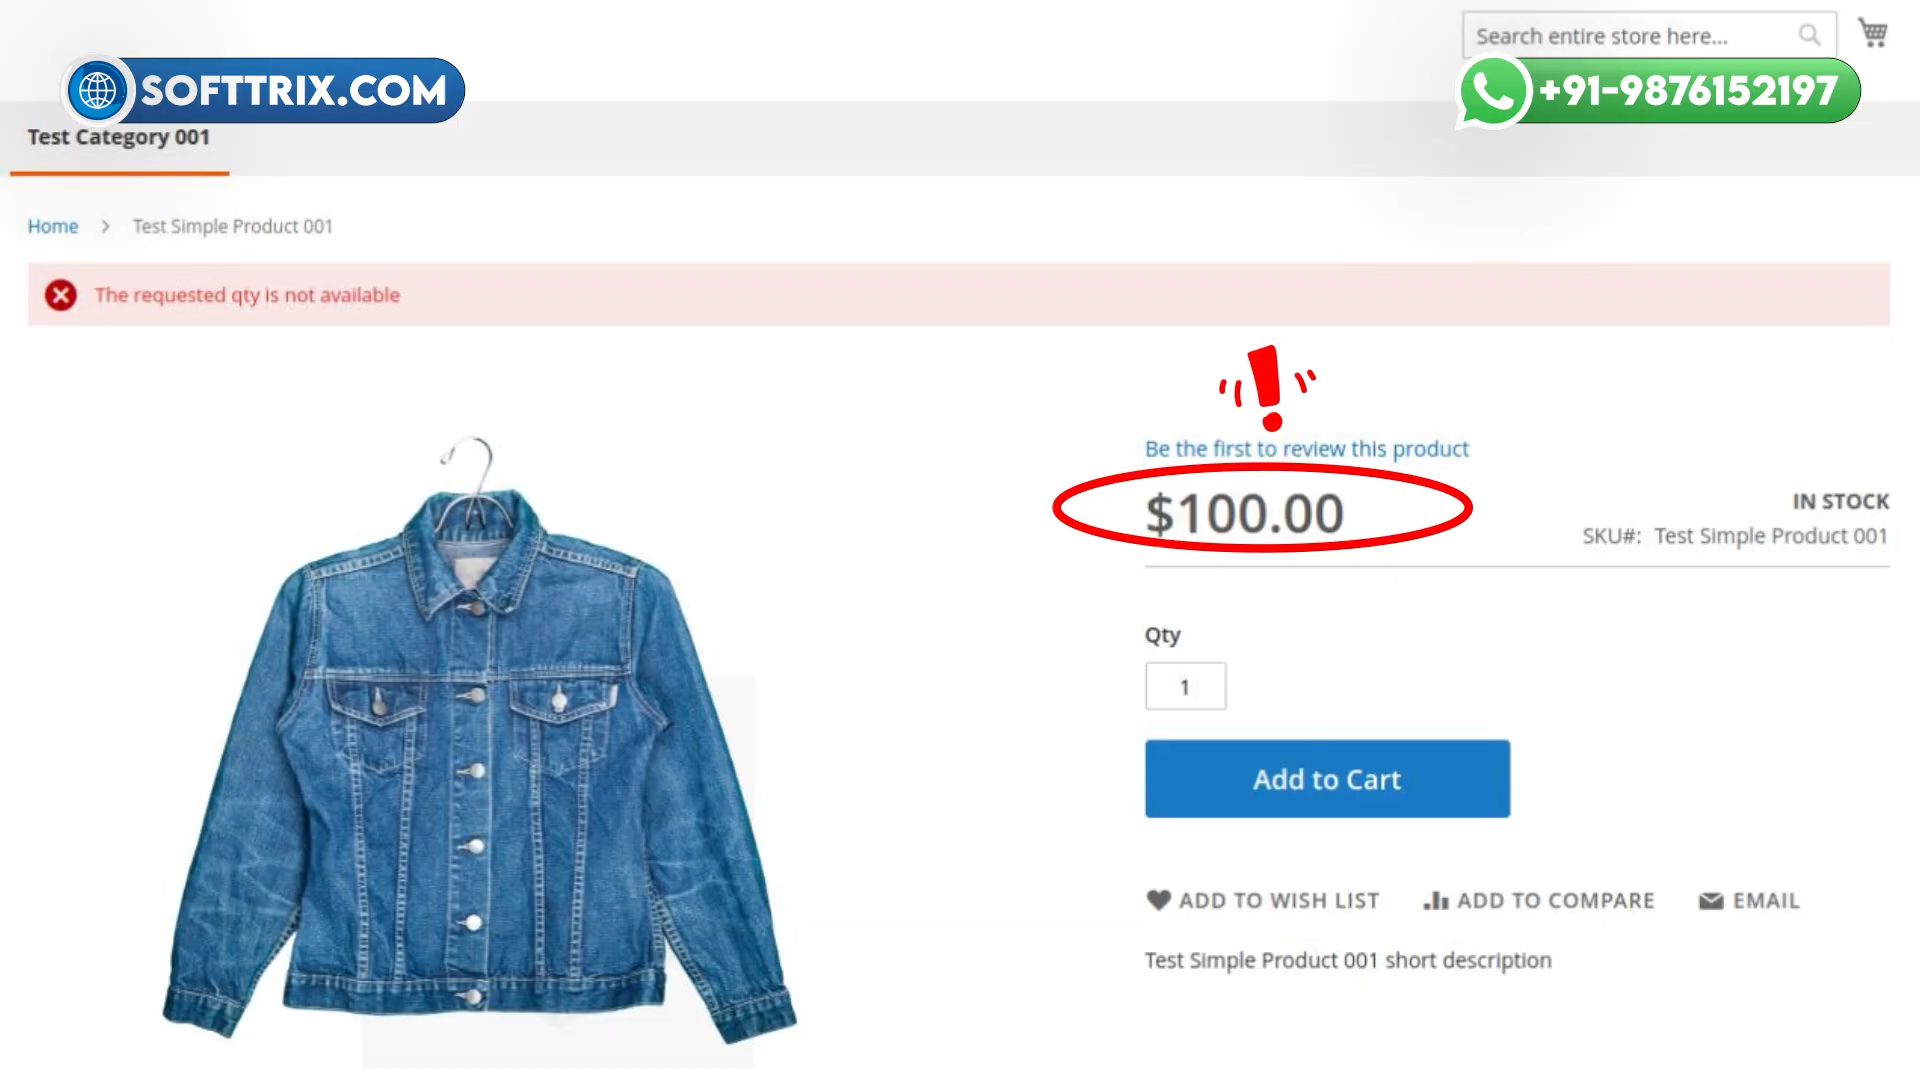 Search entire store here...
SOFTTRIX.COM
+91-9876152197
Test Category 001
Home > Test Simple Product 001
The requested qty is not available
Be the first to review this product
$100.00
IN STOCK
SKU#: Test Simple Product 001
Qty
1
Add to Cart
ADD TO WISH LIST ADD TO COMPARE EMAIL
Test Simple Product 001 short description